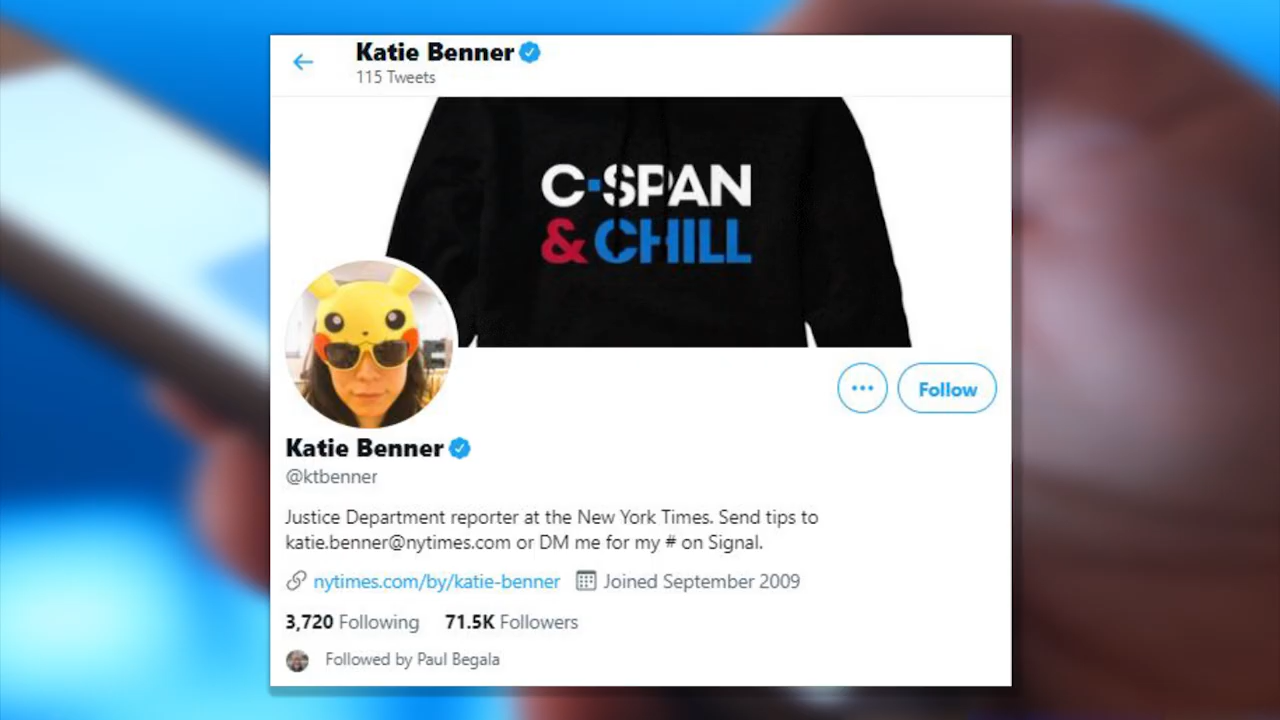 Katie Benner
115 Tweets
C·SPAN
& CHILL
Follow
Katie Benner
@ktbenner
Justice Department reporter at the New York Times. Send tips to
katie.benner@nytimes.com or DM me for my # on Signal.
nytimes.com/by/katie-benner Joined September 2009
3,720 Following 71.5K Followers
Followed by Paul Begala